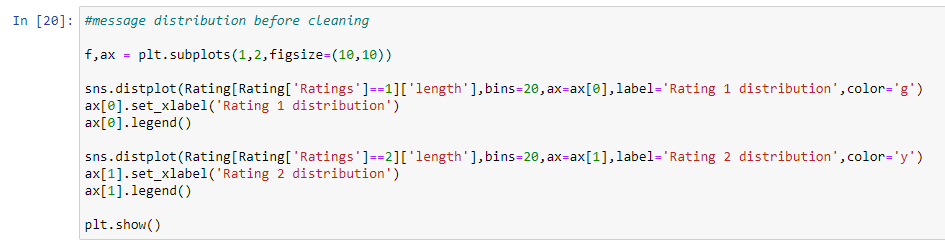 In [20]: #message distribution before cleaning
f,ax = plt.subplots(1,2,figsize=(10,10))
sns.distplot(Rating[Rating['Ratings']==1]['length'],bins=20,ax=ax[0],label='Rating 1 distribution',color='g')
ax[0].set_xlabel('Rating 1 distribution')
ax[0].legend()
sns.distplot(Rating[Rating['Ratings']==2]['length'],bins=20,ax=ax[1],label='Rating 2 distribution',color='y')
ax[1].set_xlabel('Rating 2 distribution')
ax[1].legend()
plt.show()